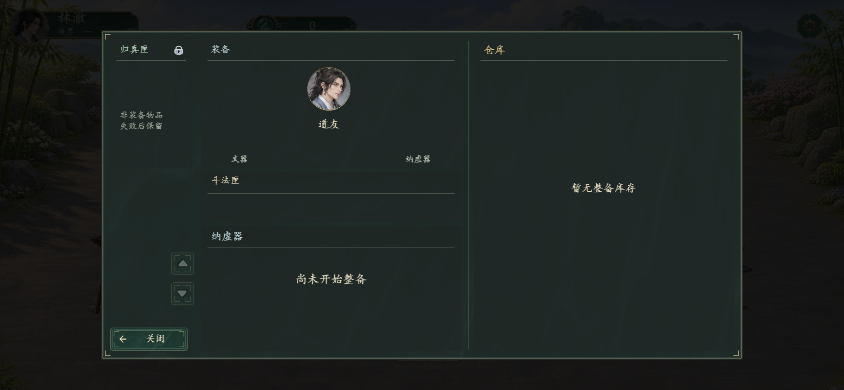 归真匣
非装备物品
失败后保留
关闭
装备
道友
武器
纳虚器
斗法匣
纳虚器
尚未开始整备
仓库
暂无整备库存